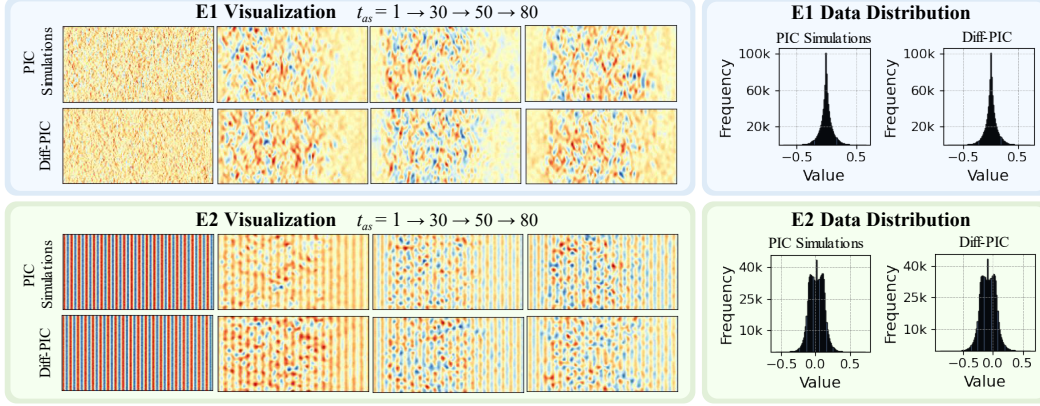 E1 Visualization t_as = 1 → 30 → 50 → 80
PIC
Simulations
Diff-PIC
E1 Data Distribution
PIC Simulations
Diff-PIC
Frequency
100k
60k
20k
−0.5
0.5
Value
Frequency
100k
60k
20k
−0.5
0.5
Value
E2 Visualization t_as = 1 → 30 → 50 → 80
PIC
Simulations
Diff-PIC
E2 Data Distribution
PIC Simulations
Diff-PIC
Frequency
40k
25k
10k
−0.5 0.0 0.5
Value
Frequency
40k
25k
10k
−0.5 0.0 0.5
Value